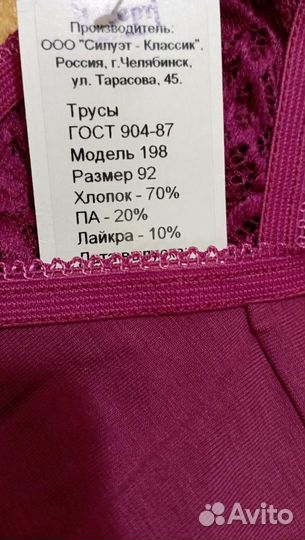 Производитель:
ООО "Силуэт - Классик".
Россия, г.Челябинск,
ул. Тарасова, 45.
Трусы
ГОСТ 904-87
Модель 198
Размер 92
Хлопок - 70%
ПА - 20%
Лайкра - 10%
Avito